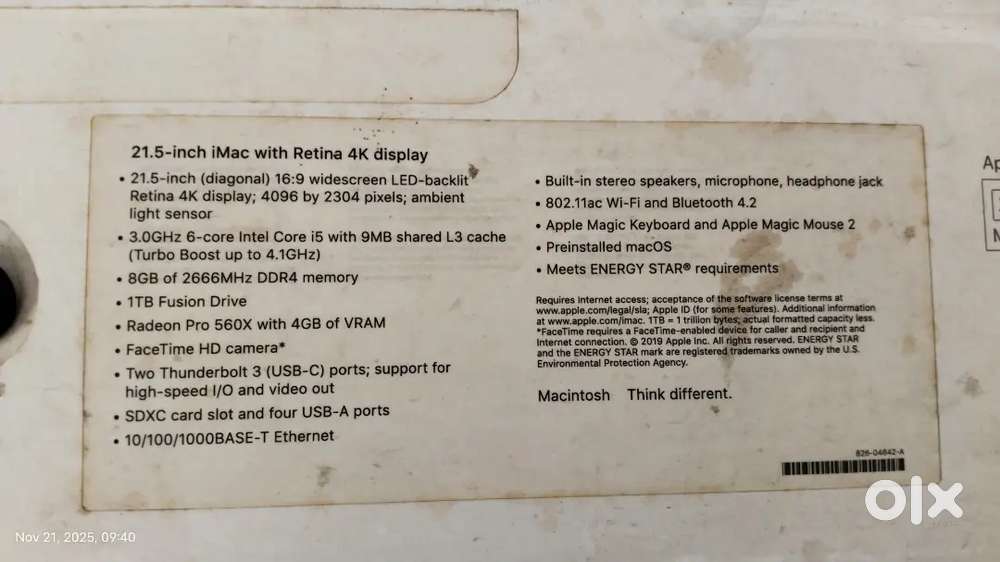 21.5-inch iMac with Retina 4K display
• 21.5-inch (diagonal) 16:9 widescreen LED-backlit
Retina 4K display; 4096 by 2304 pixels; ambient
light sensor
• 3.0GHz 6-core Intel Core i5 with 9MB shared L3 cache
(Turbo Boost up to 4.1GHz)
• 8GB of 2666MHz DDR4 memory
• 1TB Fusion Drive
• Radeon Pro 560X with 4GB of VRAM
• FaceTime HD camera*
• Two Thunderbolt 3 (USB-C) ports; support for
high-speed I/O and video out
• SDXC card slot and four USB-A ports
• 10/100/1000BASE-T Ethernet
• Built-in stereo speakers, microphone, headphone jack
• 802.11ac Wi-Fi and Bluetooth 4.2
• Apple Magic Keyboard and Apple Magic Mouse 2
• Preinstalled macOS
• Meets ENERGY STAR® requirements
Requires Internet access; acceptance of the software license terms at
www.apple.com/legal/sla; Apple ID (for some features). Additional information
at www.apple.com/imac. 1TB = 1 trillion bytes; actual formatted capacity less.
*FaceTime requires a FaceTime-enabled device for caller and recipient and
Internet connection. © 2019 Apple Inc. All rights reserved. ENERGY STAR
and the ENERGY STAR mark are registered trademarks owned by the U.S.
Environmental Protection Agency.
Macintosh Think different.
826-04642-A
Ap
olx
Nov 21, 2025, 09:40